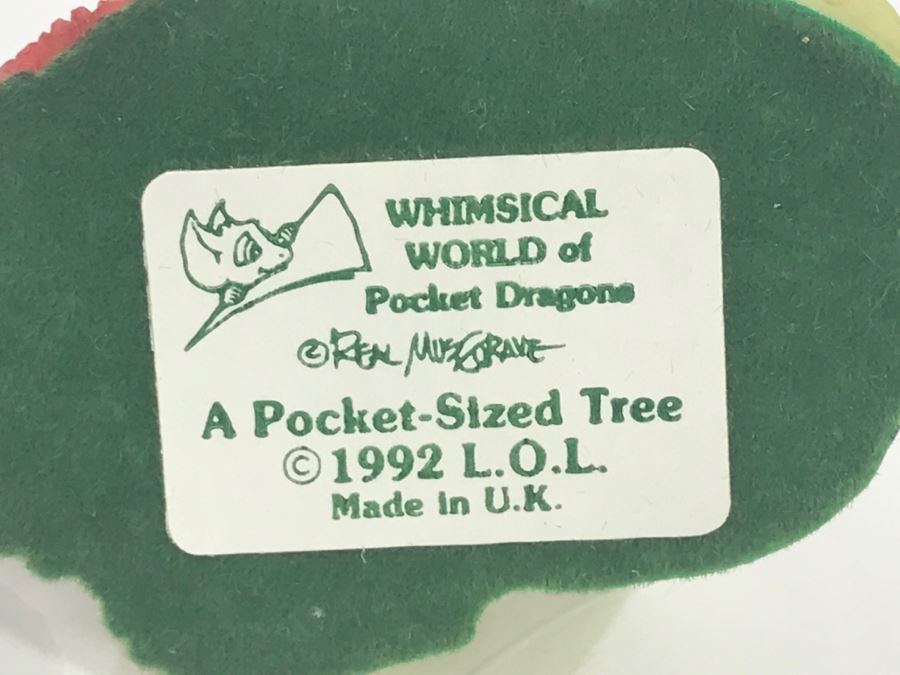 WHIMSICAL
WORLD of
Pocket Dragons
© REAL MUSGRAVE
A Pocket-Sized Tree
© 1992 L.O.L.
Made in U.K.